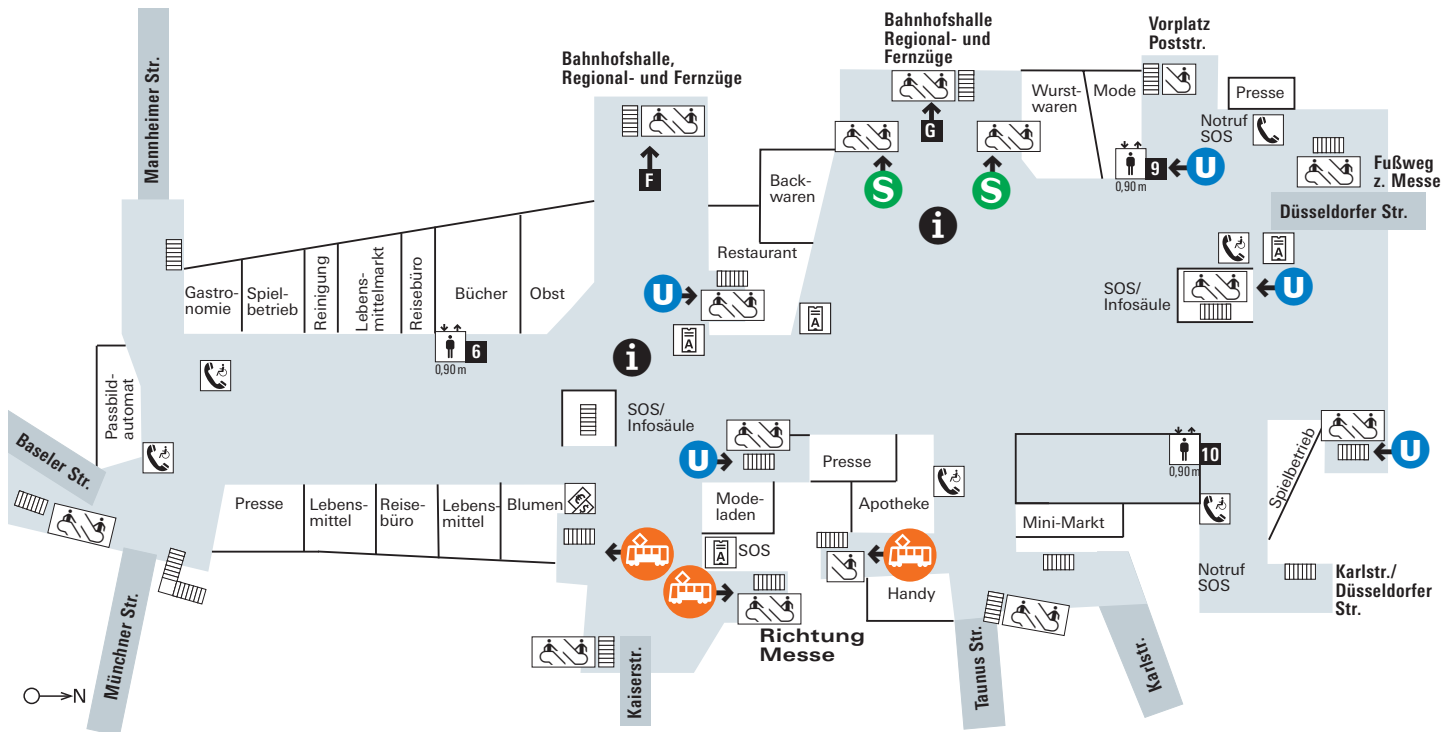 Bahnhofshalle
Regional- und
Fernzüge
Vorplatz
Poststr.
Bahnhofshalle,
Regional- und Fernzüge
Mannheimer Str.
Wurst-
waren
Mode
Presse
G
F
Notruf
SOS
9
U
0,90 m
Fußweg
z. Messe
S
S
Back-
waren
i
Düsseldorfer Str.
Restaurant
Gastro-
nomie
Spiel-
betrieb
Reinigung
Lebens-
mittelmarkt
Reisebüro
Bücher
Obst
U
A
A
A
SOS/
Infosäule
U
6
0,90 m
i
Passbild-
automat
SOS/
Infosäule
Baseler Str.
U
Presse
10
0,90 m
Spielbetrieb
U
Presse
Lebens-
mittel
Reise-
büro
Lebens-
mittel
Blumen
Mode-
laden
Apotheke
Mini-Markt
A
SOS
Notruf
SOS
Karlstr./
Düsseldorfer
Str.
Handy
Richtung
Messe
Münchner Str.
Kaiserstr.
Taunus Str.
Karlstr.
N